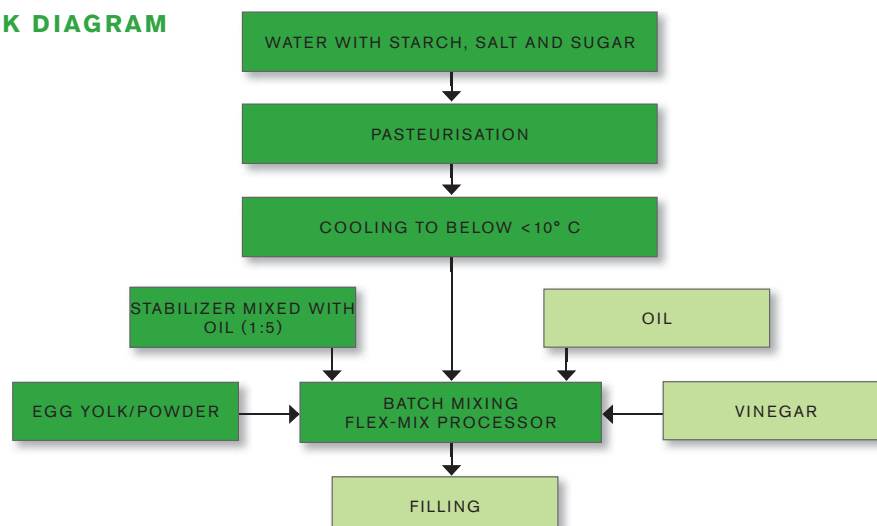 K DIAGRAM
WATER WITH STARCH, SALT AND SUGAR
PASTEURISATION
COOLING TO BELOW <10° C
STABILIZER MIXED WITH
OIL (1:5)
OIL
EGG YOLK/POWDER
BATCH MIXING
FLEX-MIX PROCESSOR
VINEGAR
FILLING